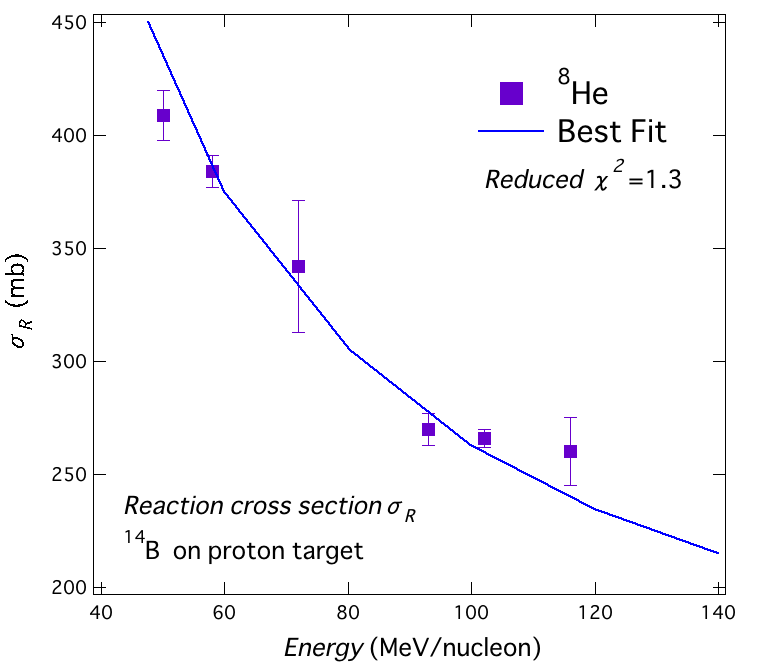 450
400
350
300
250
200
σ R (mb)
⁸He
Best Fit
Reduced χ ² =1.3
Reaction cross section σ R
¹⁴B on proton target
40 60 80 100 120 140
Energy (MeV/nucleon)